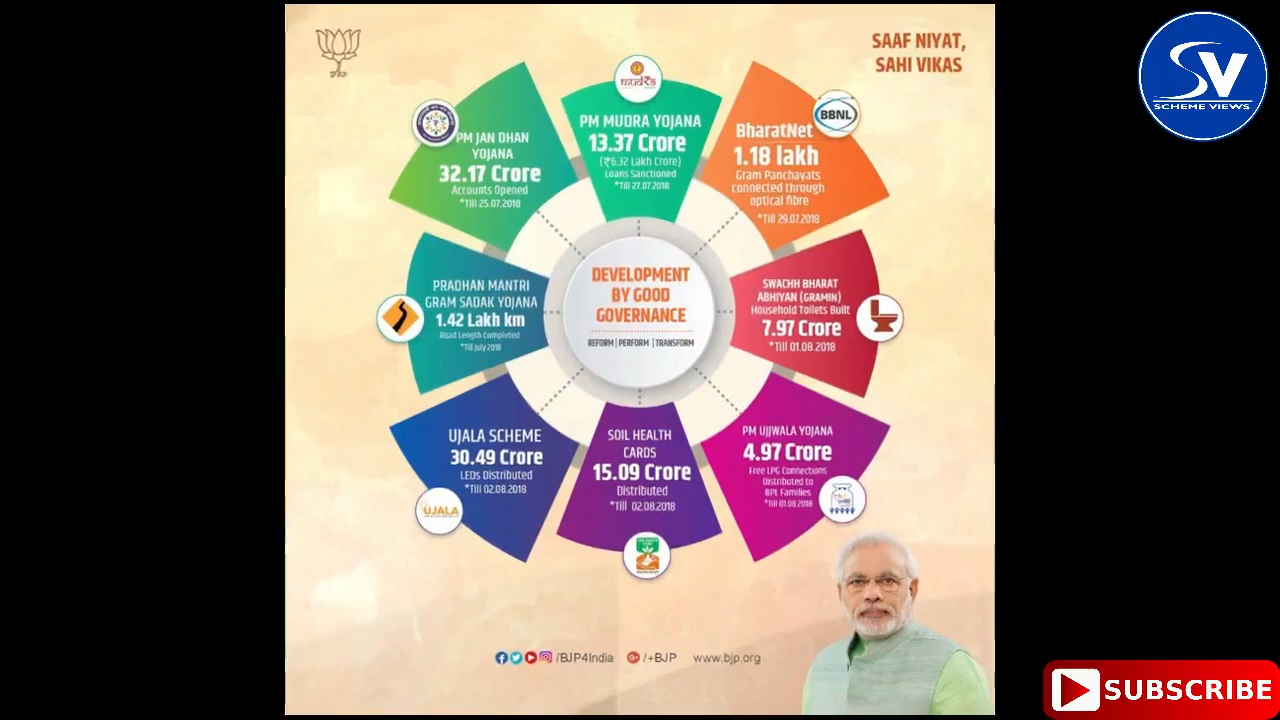 SAAF NIYAT,
SAHI VIKAS
SV
SCHEME VIEWS
PM JAN DHAN
YOJANA
32.17 Crore
Accounts Opened
*Till 25.07.2018
mudra
PM MUDRA YOJANA
13.37 Crore
(₹6.32 Lakh Crore)
Loans Sanctioned
*Till 27.07.2018
BBNL
BharatNet
1.18 lakh
Gram Panchayats
connected through
optical fibre
*Till 29.07.2018
PRADHAN MANTRI
GRAM SADAK YOJANA
1.42 Lakh km
Road Length Completed
*Till July 2018
DEVELOPMENT
BY GOOD
GOVERNANCE
REFORM | PERFORM | TRANSFORM
SWACHH BHARAT
ABHIYAN (GRAMIN)
Household Toilets Built
7.97 Crore
*Till 01.08.2018
UJALA SCHEME
30.49 Crore
LEDs Distributed
*Till 02.08.2018
UJALA
SOIL HEALTH
CARDS
15.09 Crore
Distributed
*Till 02.08.2018
PM UJJWALA YOJANA
4.97 Crore
Free LPG Connections
Distributed to
BPL Families
*Till 01.08.2018
/BJP4India /+BJP www.bjp.org
SUBSCRIBE